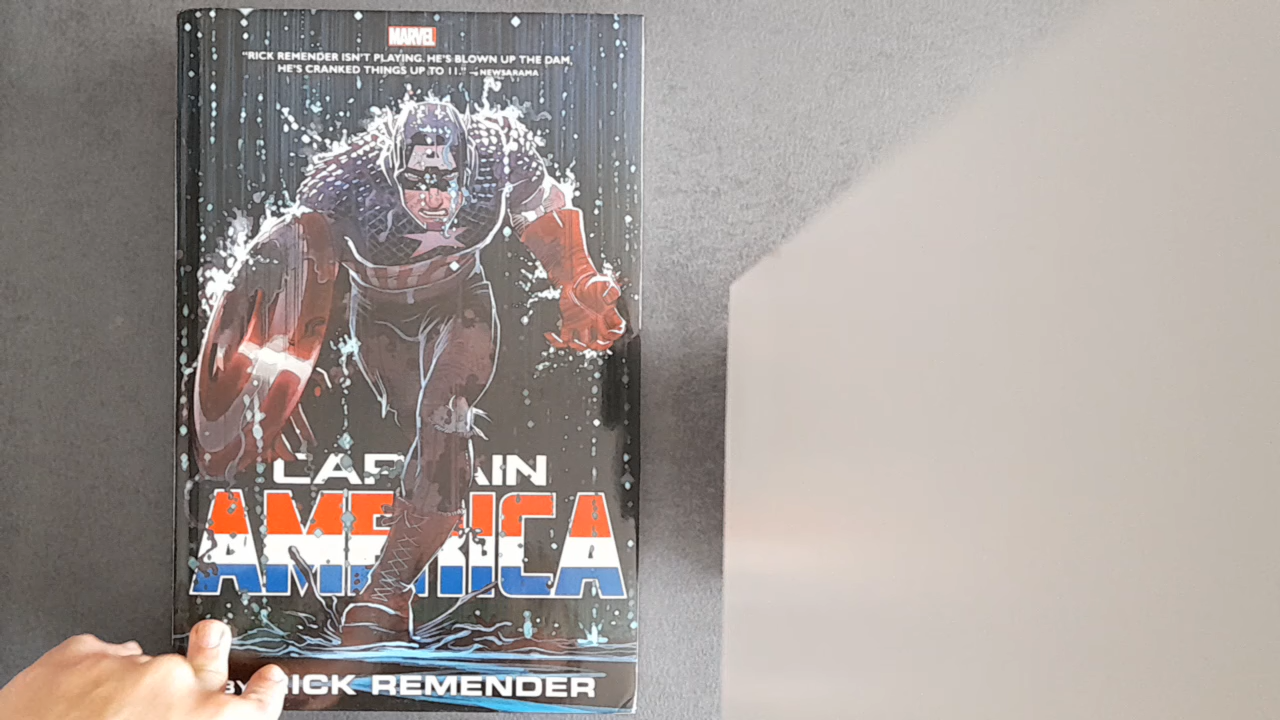 MARVEL
"RICK REMENDER ISN'T PLAYING. HE'S BLOWN UP THE DAM,
HE'S CRANKED THINGS UP TO 11." — NEWSARAMA
CAPTAIN
AMERICA
BY RICK REMENDER